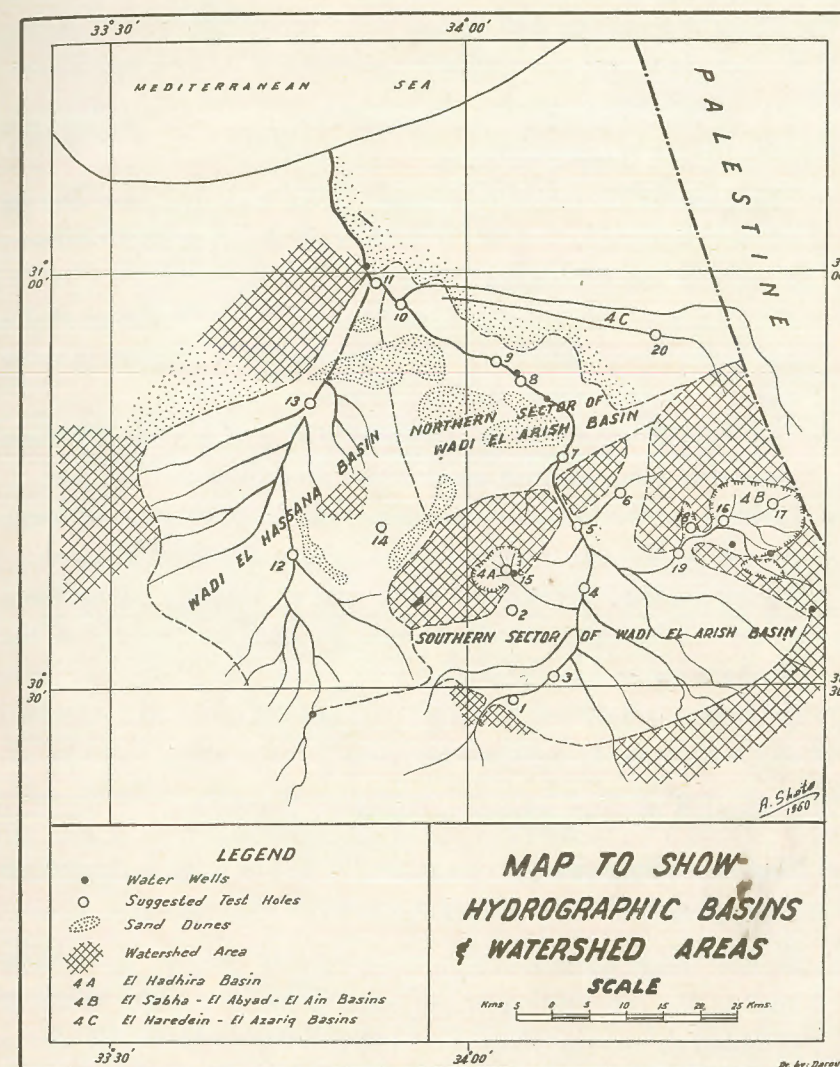 33° 30'
34° 00'
MEDITERRANEAN SEA
PALESTINE
31° 00'
11
10
4C
20
9
8
13
NORTHERN SECTOR OF
WADI EL ARISH BASIN
WADI EL HASSANA BASIN
7
6
4B
17
16
14
5
18
12
4A
15
19
4
2
SOUTHERN SECTOR OF WADI EL ARISH BASIN
30° 30'
3
1
A. Shata
1960
LEGEND
Water Wells
Suggested Test Holes
Sand Dunes
Watershed Area
4 A El Hadhira Basin
4 B El Sabha - El Abyad - El Ain Basins
4 C El Haredein - El Azariq Basins
MAP TO SHOW
HYDROGRAPHIC BASINS
& WATERSHED AREAS
SCALE
Kms 5 0 5 10 15 20 25 Kms.
33° 30'
34° 00'